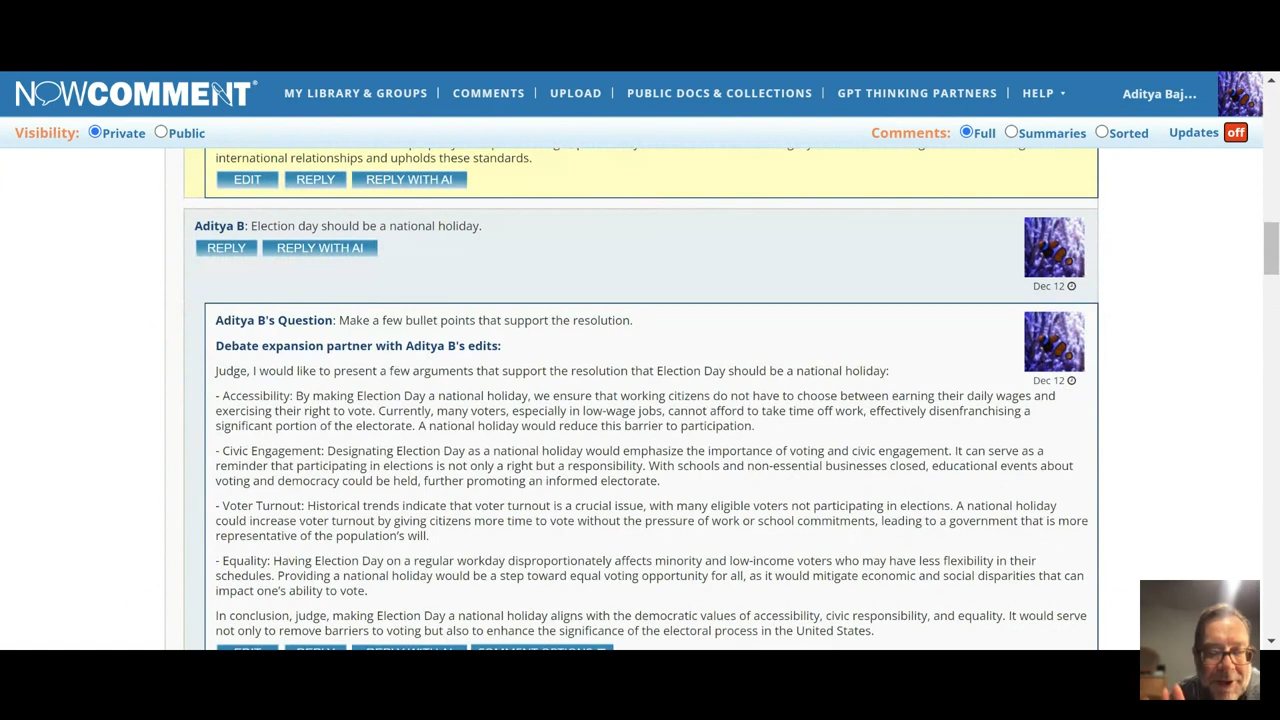 NOWCOMMENT®
MY LIBRARY & GROUPS | COMMENTS | UPLOAD | PUBLIC DOCS & COLLECTIONS | GPT THINKING PARTNERS | HELP
Aditya Baj...
Visibility: Private Public
Comments: Full Summaries Sorted Updates off
international relationships and upholds these standards.
EDIT REPLY REPLY WITH AI
Aditya B: Election day should be a national holiday.
REPLY REPLY WITH AI
Dec 12
Aditya B's Question: Make a few bullet points that support the resolution.
Debate expansion partner with Aditya B's edits:
Judge, I would like to present a few arguments that support the resolution that Election Day should be a national holiday:
Dec 12
- Accessibility: By making Election Day a national holiday, we ensure that working citizens do not have to choose between earning their daily wages and
exercising their right to vote. Currently, many voters, especially in low-wage jobs, cannot afford to take time off work, effectively disenfranchising a
significant portion of the electorate. A national holiday would reduce this barrier to participation.
- Civic Engagement: Designating Election Day as a national holiday would emphasize the importance of voting and civic engagement. It can serve as a
reminder that participating in elections is not only a right but a responsibility. With schools and non-essential businesses closed, educational events about
voting and democracy could be held, further promoting an informed electorate.
- Voter Turnout: Historical trends indicate that voter turnout is a crucial issue, with many eligible voters not participating in elections. A national holiday
could increase voter turnout by giving citizens more time to vote without the pressure of work or school commitments, leading to a government that is more
representative of the population's will.
- Equality: Having Election Day on a regular workday disproportionately affects minority and low-income voters who may have less flexibility in their
schedules. Providing a national holiday would be a step toward equal voting opportunity for all, as it would mitigate economic and social disparities that can
impact one's ability to vote.
In conclusion, judge, making Election Day a national holiday aligns with the democratic values of accessibility, civic responsibility, and equality. It would serve
not only to remove barriers to voting but also to enhance the significance of the electoral process in the United States.
EDIT REPLY REPLY WITH AI COMMENT OPTIONS